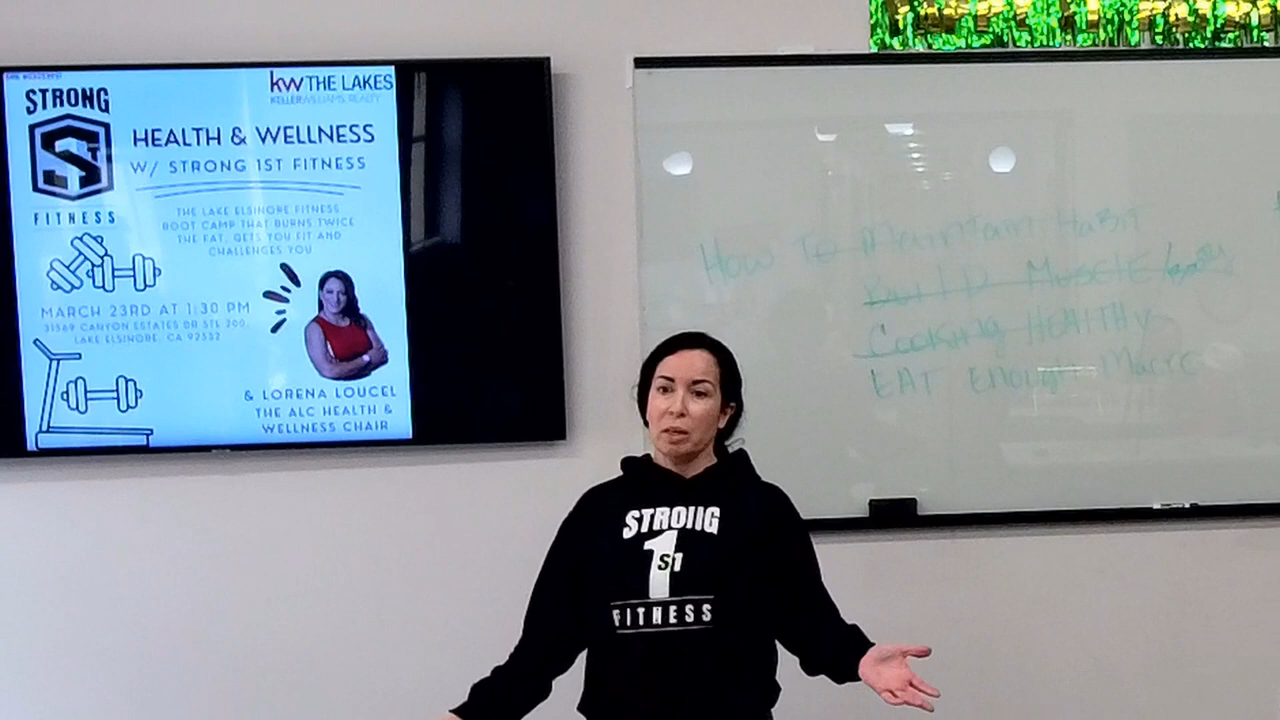 STRONG
ST
FITNESS
kw THE LAKES
KELLERWILLIAMS REALTY
HEALTH & WELLNESS
W/ STRONG 1ST FITNESS
THE LAKE ELSINORE FITNESS
BOOT CAMP THAT BURNS TWICE
THE FAT, GETS YOU FIT AND
CHALLENGES YOU
MARCH 23RD AT 1:30 PM
31569 CANYON ESTATES DR STE 200,
LAKE ELSINORE, CA 92532
& LORENA LOUCEL
THE ALC HEALTH &
WELLNESS CHAIR
How To Maintain Habit
BuilD MuscLE
Cooking HEALTHy
EAT Enough Macro
STRONG
1
ST
FITNESS